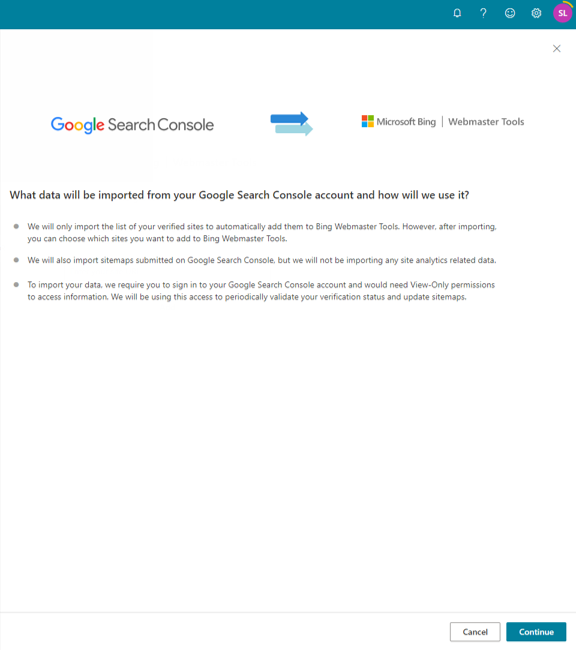 SL
Google Search Console
Microsoft Bing | Webmaster Tools
What data will be imported from your Google Search Console account and how will we use it?
We will only import the list of your verified sites to automatically add them to Bing Webmaster Tools. However, after importing,
you can choose which sites you want to add to Bing Webmaster Tools.
We will also import sitemaps submitted on Google Search Console, but we will not be importing any site analytics related data.
To import your data, we require you to sign in to your Google Search Console account and would need View-Only permissions
to access information. We will be using this access to periodically validate your verification status and update sitemaps.
Cancel
Continue